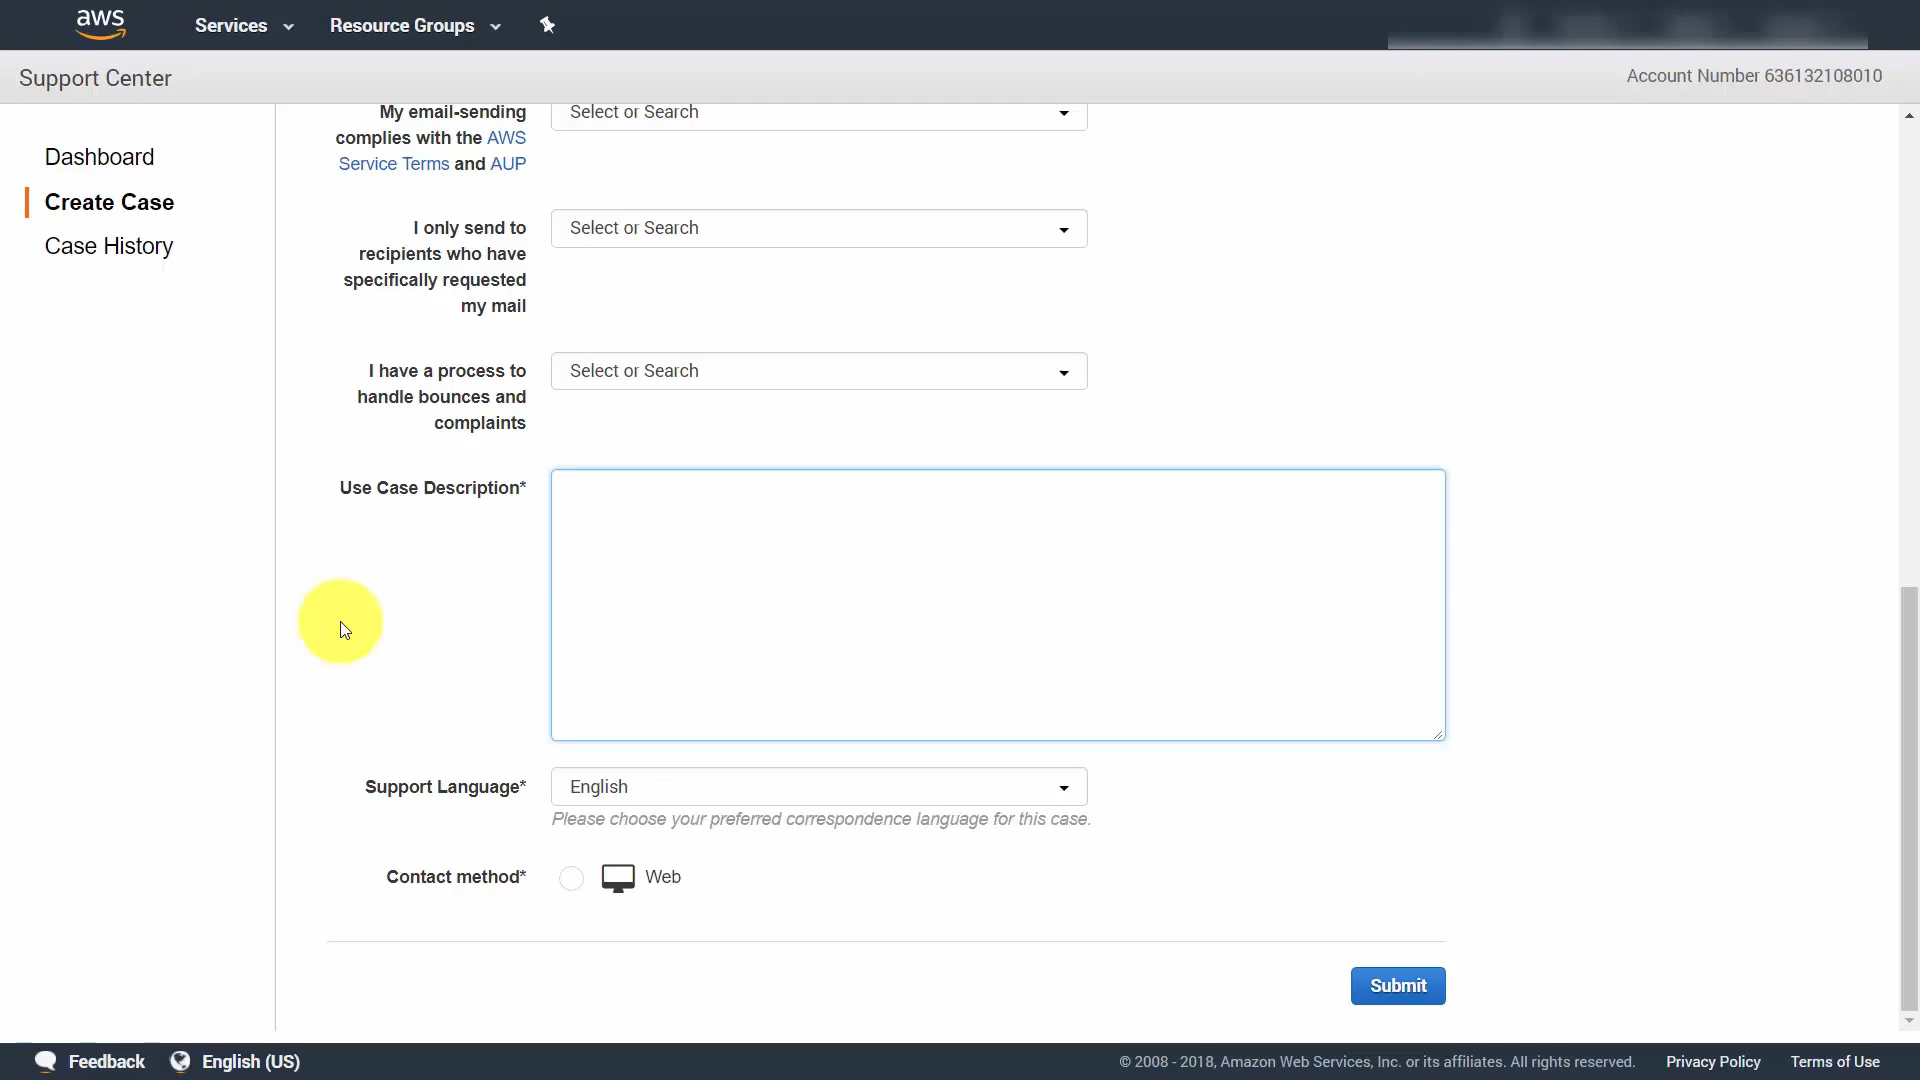 aws
Services
Resource Groups
Support Center
Account Number 636132108010
Dashboard
Create Case
Case History
My email-sending
complies with the AWS
Service Terms and AUP
Select or Search
I only send to
recipients who have
specifically requested
my mail
Select or Search
I have a process to
handle bounces and
complaints
Select or Search
Use Case Description*
Support Language*
English
Please choose your preferred correspondence language for this case.
Contact method*
Web
Submit
Feedback
English (US)
© 2008 - 2018, Amazon Web Services, Inc. or its affiliates. All rights reserved.
Privacy Policy
Terms of Use